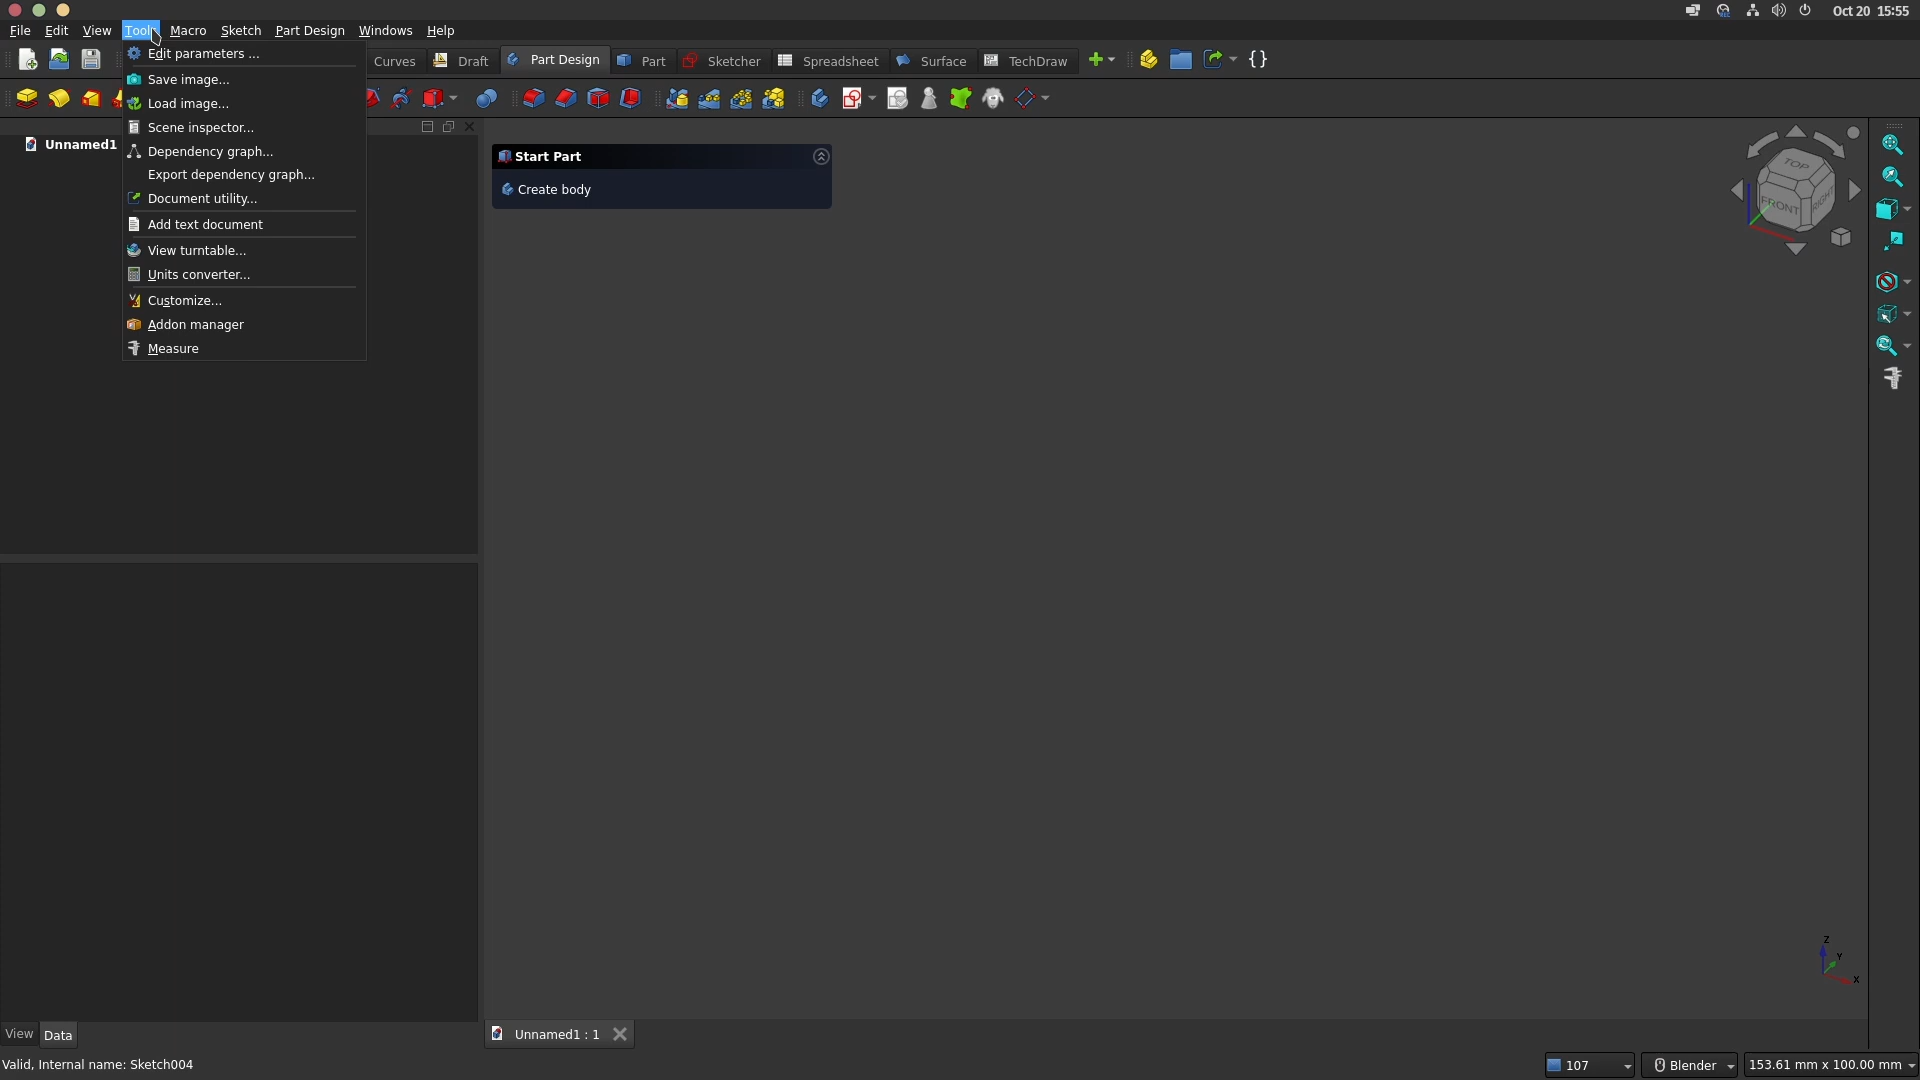 Oct 20 15:55
File Edit View Tools Macro Sketch Part Design Windows Help
Curves Draft Part Design Part Sketcher Spreadsheet Surface TechDraw
Edit parameters ...
Save image...
Load image...
Scene inspector...
Dependency graph...
Export dependency graph...
Document utility...
Add text document
View turntable...
Units converter...
Customize...
Addon manager
Measure
Unnamed1
Start Part
Create body
TOP
FRONT
RIGHT
Z
Y
X
View Data
Unnamed1 : 1
Valid, Internal name: Sketch004
107
Blender
153.61 mm x 100.00 mm